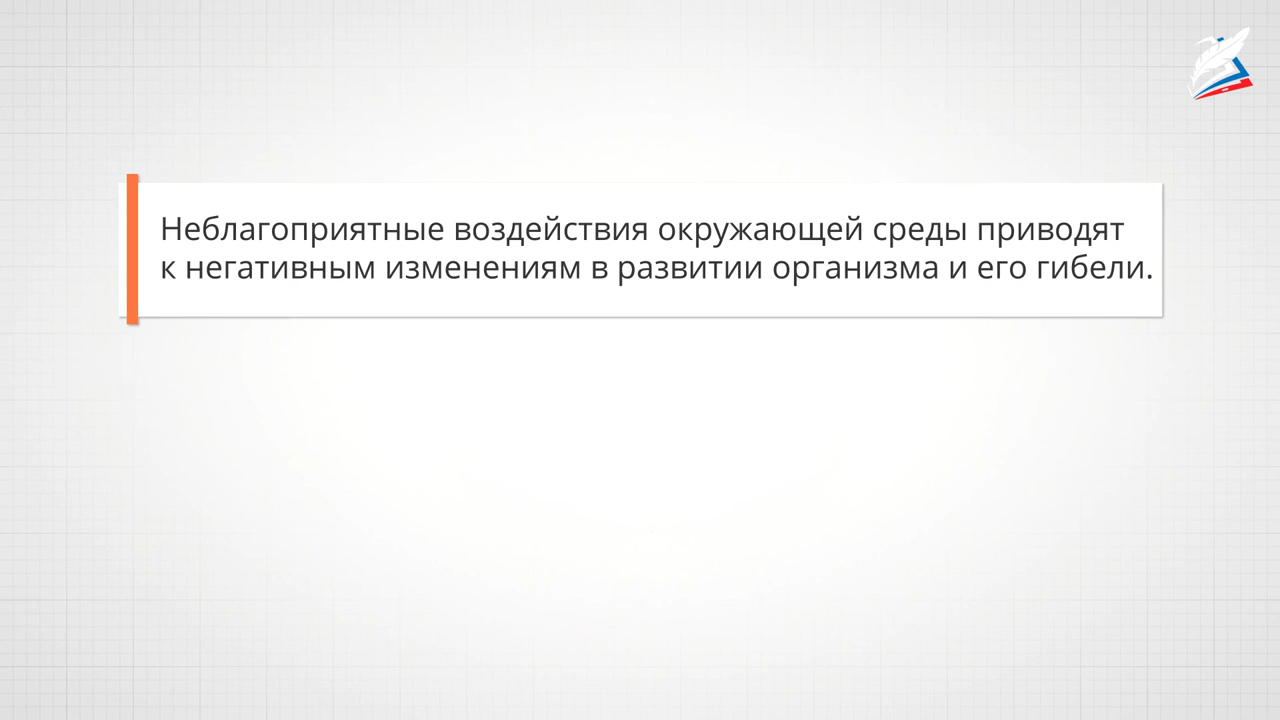 Неблагоприятные воздействия окружающей среды приводят
к негативным изменениям в развитии организма и его гибели.